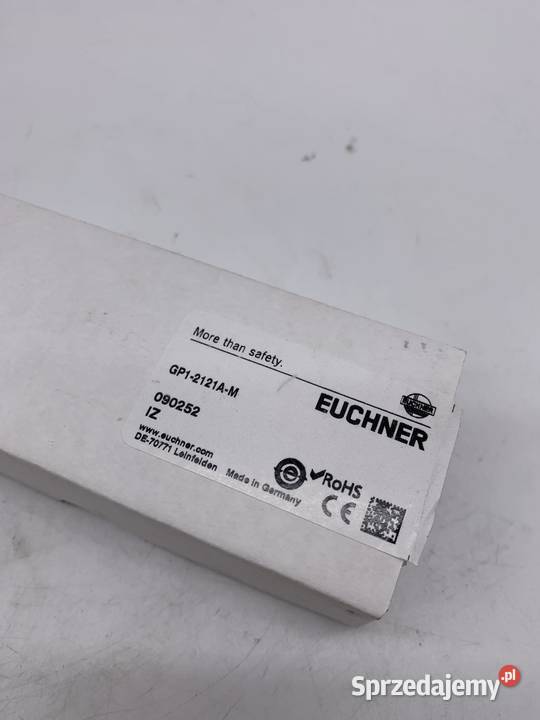 More than safety.
EUCHNER
EUCHNER
GP1-2121A-M
090252
IZ
www.euchner.com
DE-70771 Leinfelden
Made in Germany
RoHS
CE
Sprzedajemy.pl